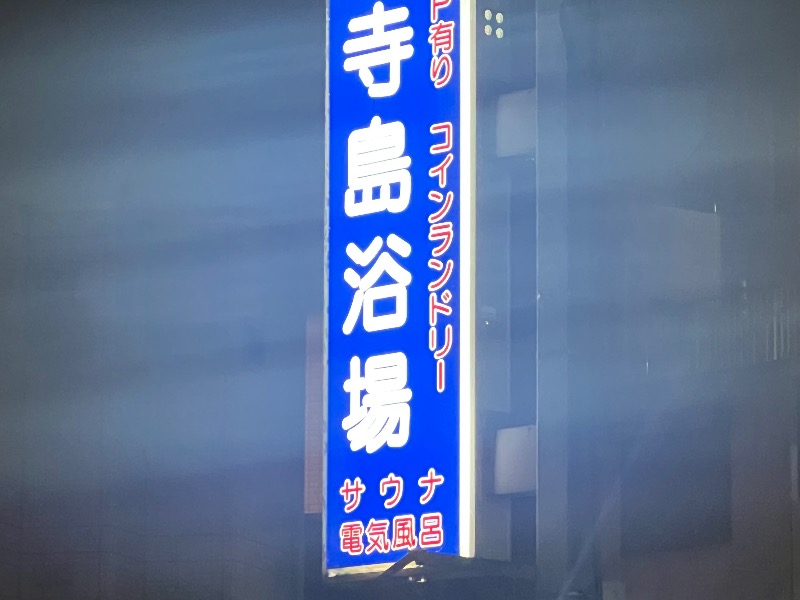 ト有り コインランドリー
寺島浴場
サウナ
電気風呂